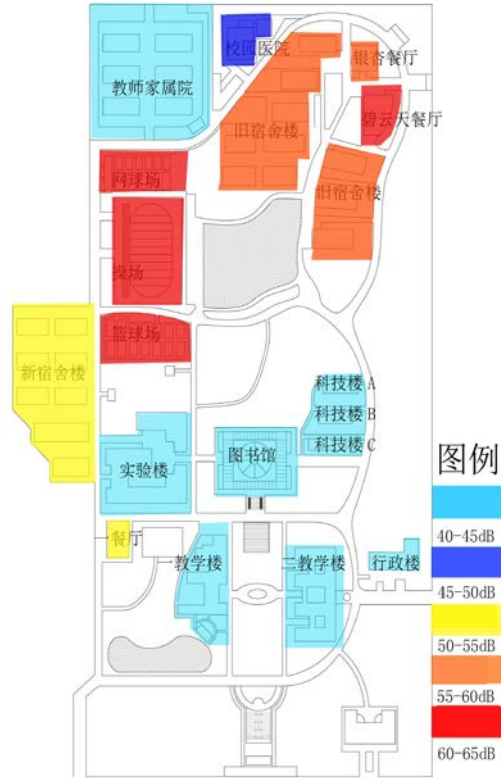 校园医院
银杏餐厅
教师家属院
碧云天餐厅
旧宿舍楼
网球场
旧宿舍楼
操场
篮球场
新宿舍楼
科技楼 A
科技楼 B
科技楼 C
图书馆
实验楼
图例
40-45dB
一餐厅
一教学楼
二教学楼
行政楼
45-50dB
50-55dB
55-60dB
60-65dB